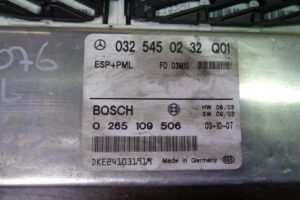 032 545 02 32 Q01
ESP+PML FD 03M10
BOSCH
HW 09/03
SW 09/03
0 265 109 506
03-10-07
DKE241031919
Made in Germany
076